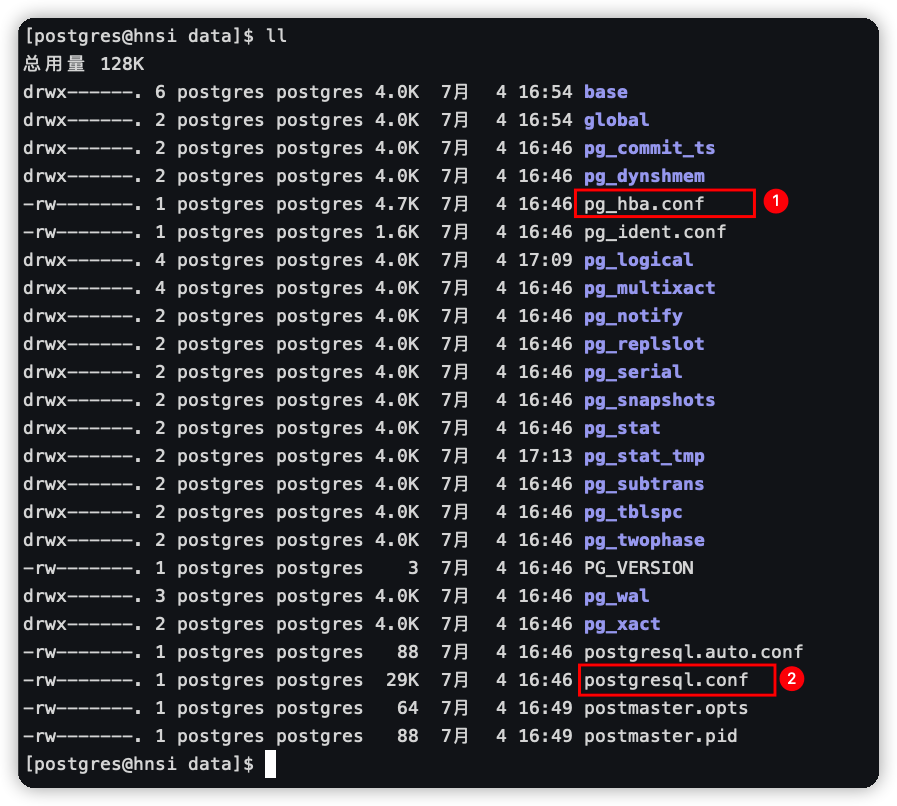 [postgres@hnsi data]$ ll
总用量 128K
drwx------. 6 postgres postgres 4.0K  7月  4 16:54 base
drwx------. 2 postgres postgres 4.0K  7月  4 16:54 global
drwx------. 2 postgres postgres 4.0K  7月  4 16:46 pg_commit_ts
drwx------. 2 postgres postgres 4.0K  7月  4 16:46 pg_dynshmem
-rw-------. 1 postgres postgres 4.7K  7月  4 16:46 pg_hba.conf 1
-rw-------. 1 postgres postgres 1.6K  7月  4 16:46 pg_ident.conf
drwx------. 4 postgres postgres 4.0K  7月  4 17:09 pg_logical
drwx------. 4 postgres postgres 4.0K  7月  4 16:46 pg_multixact
drwx------. 2 postgres postgres 4.0K  7月  4 16:46 pg_notify
drwx------. 2 postgres postgres 4.0K  7月  4 16:46 pg_replslot
drwx------. 2 postgres postgres 4.0K  7月  4 16:46 pg_serial
drwx------. 2 postgres postgres 4.0K  7月  4 16:46 pg_snapshots
drwx------. 2 postgres postgres 4.0K  7月  4 16:46 pg_stat
drwx------. 2 postgres postgres 4.0K  7月  4 17:13 pg_stat_tmp
drwx------. 2 postgres postgres 4.0K  7月  4 16:46 pg_subtrans
drwx------. 2 postgres postgres 4.0K  7月  4 16:46 pg_tblspc
drwx------. 2 postgres postgres 4.0K  7月  4 16:46 pg_twophase
-rw-------. 1 postgres postgres    3  7月  4 16:46 PG_VERSION
drwx------. 3 postgres postgres 4.0K  7月  4 16:46 pg_wal
drwx------. 2 postgres postgres 4.0K  7月  4 16:46 pg_xact
-rw-------. 1 postgres postgres   88  7月  4 16:46 postgresql.auto.conf
-rw-------. 1 postgres postgres  29K  7月  4 16:46 postgresql.conf 2
-rw-------. 1 postgres postgres   64  7月  4 16:49 postmaster.opts
-rw-------. 1 postgres postgres   88  7月  4 16:49 postmaster.pid
[postgres@hnsi data]$